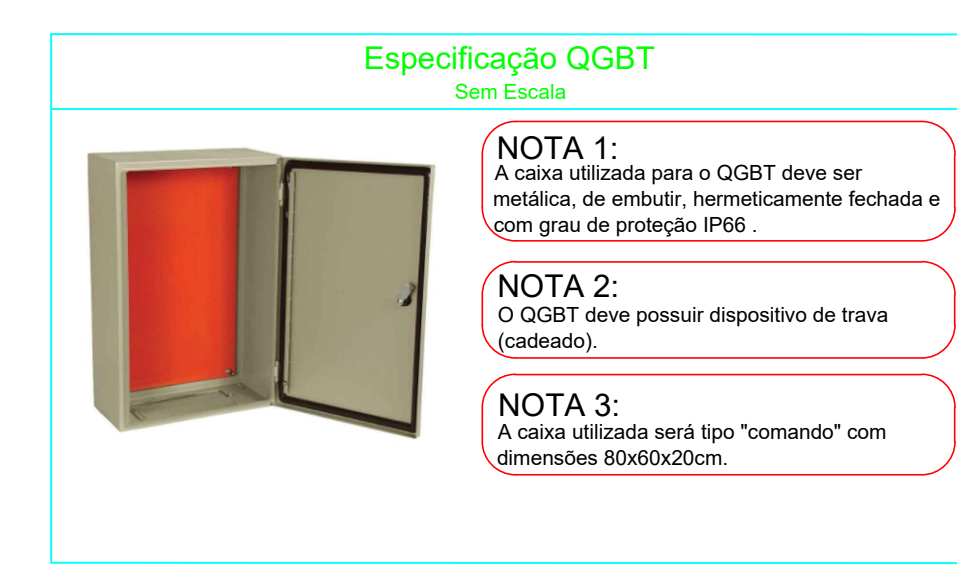 Especificação QGBT
Sem Escala
NOTA 1:
A caixa utilizada para o QGBT deve ser
metálica, de embutir, hermeticamente fechada e
com grau de proteção IP66 .
NOTA 2:
O QGBT deve possuir dispositivo de trava
(cadeado).
NOTA 3:
A caixa utilizada será tipo "comando" com
dimensões 80x60x20cm.